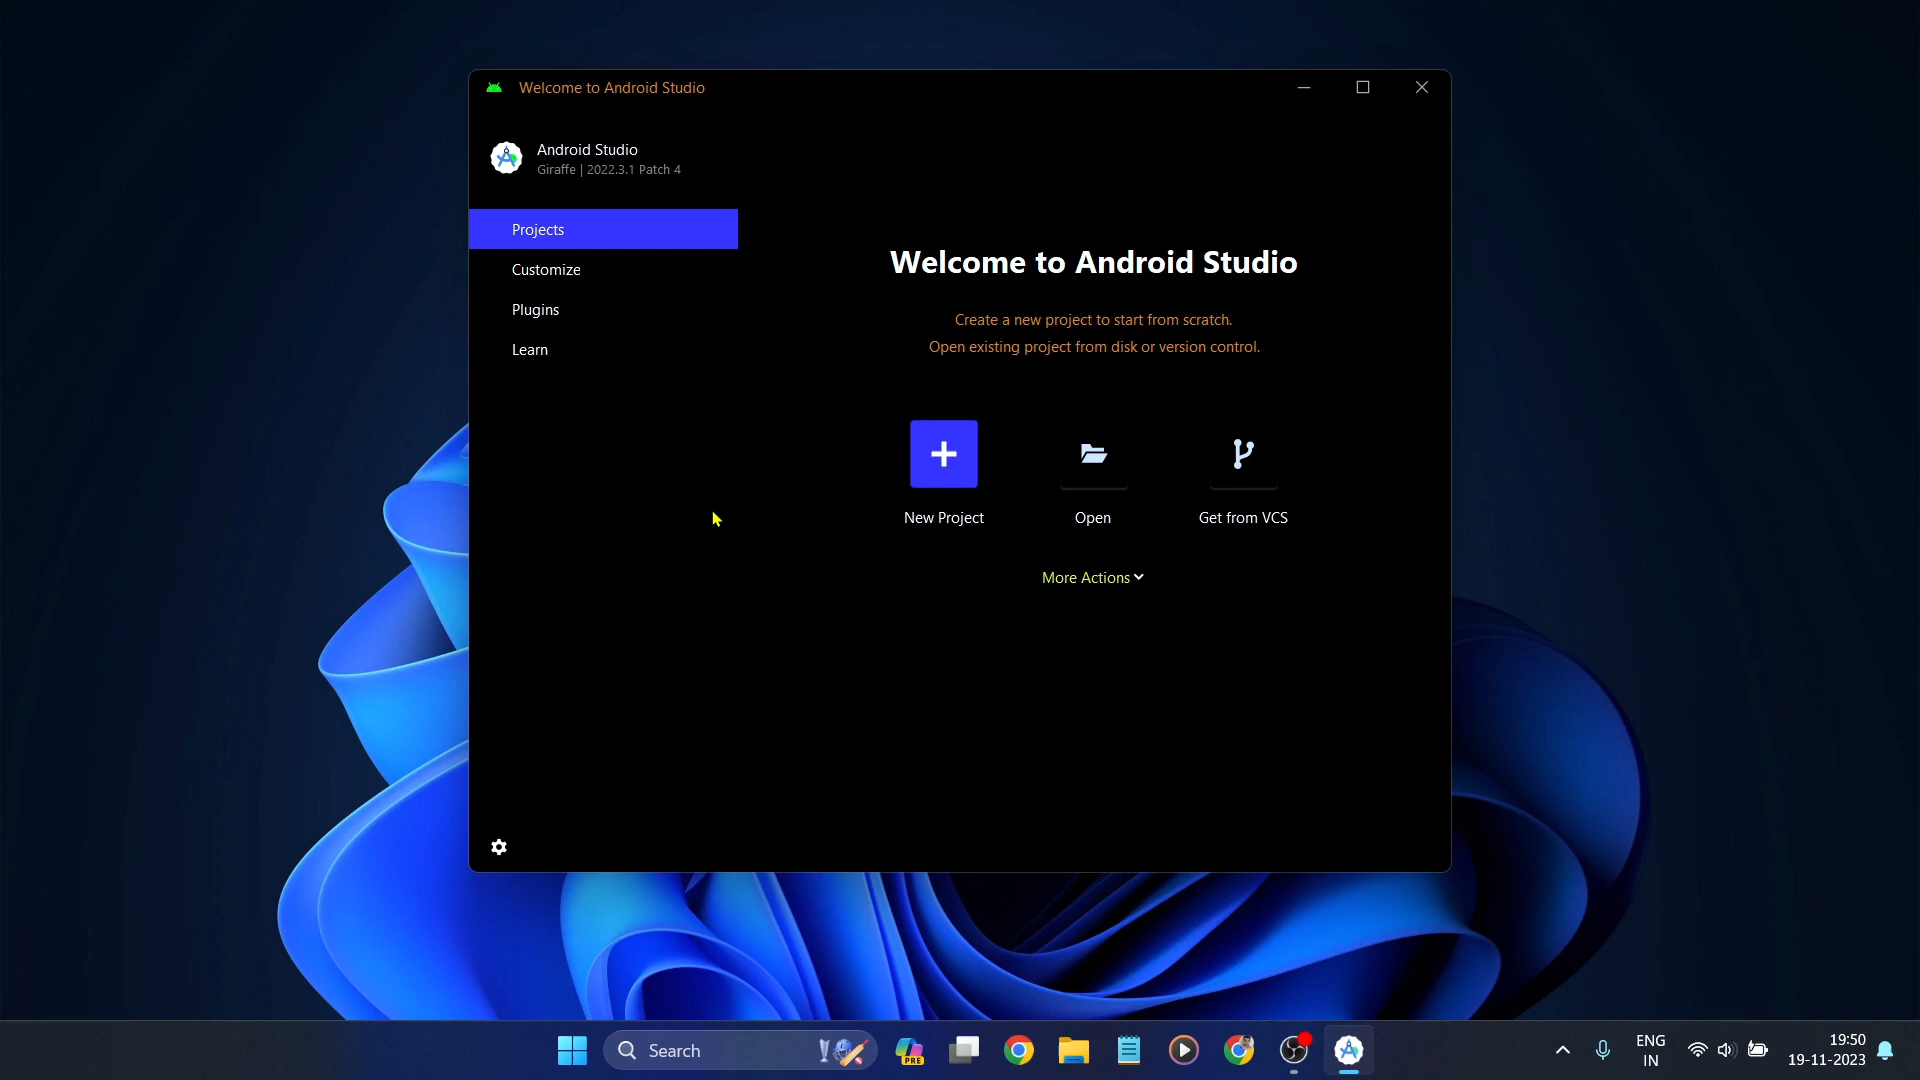 Welcome to Android Studio
Android Studio
Giraffe | 2022.3.1 Patch 4
Projects
Customize
Plugins
Learn
Welcome to Android Studio
Create a new project to start from scratch.
Open existing project from disk or version control.
New Project
Open
Get from VCS
More Actions
Search
PRE
ENG
IN
19:50
19-11-2023